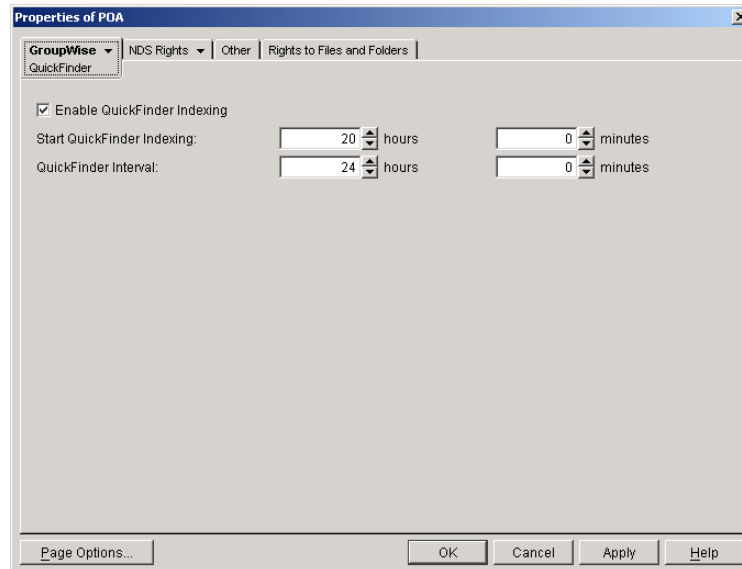 Properties of POA
GroupWise NDS Rights Other Rights to Files and Folders
QuickFinder
Enable QuickFinder Indexing
Start QuickFinder Indexing: 20 hours 0 minutes
QuickFinder Interval: 24 hours 0 minutes
Page Options... OK Cancel Apply Help